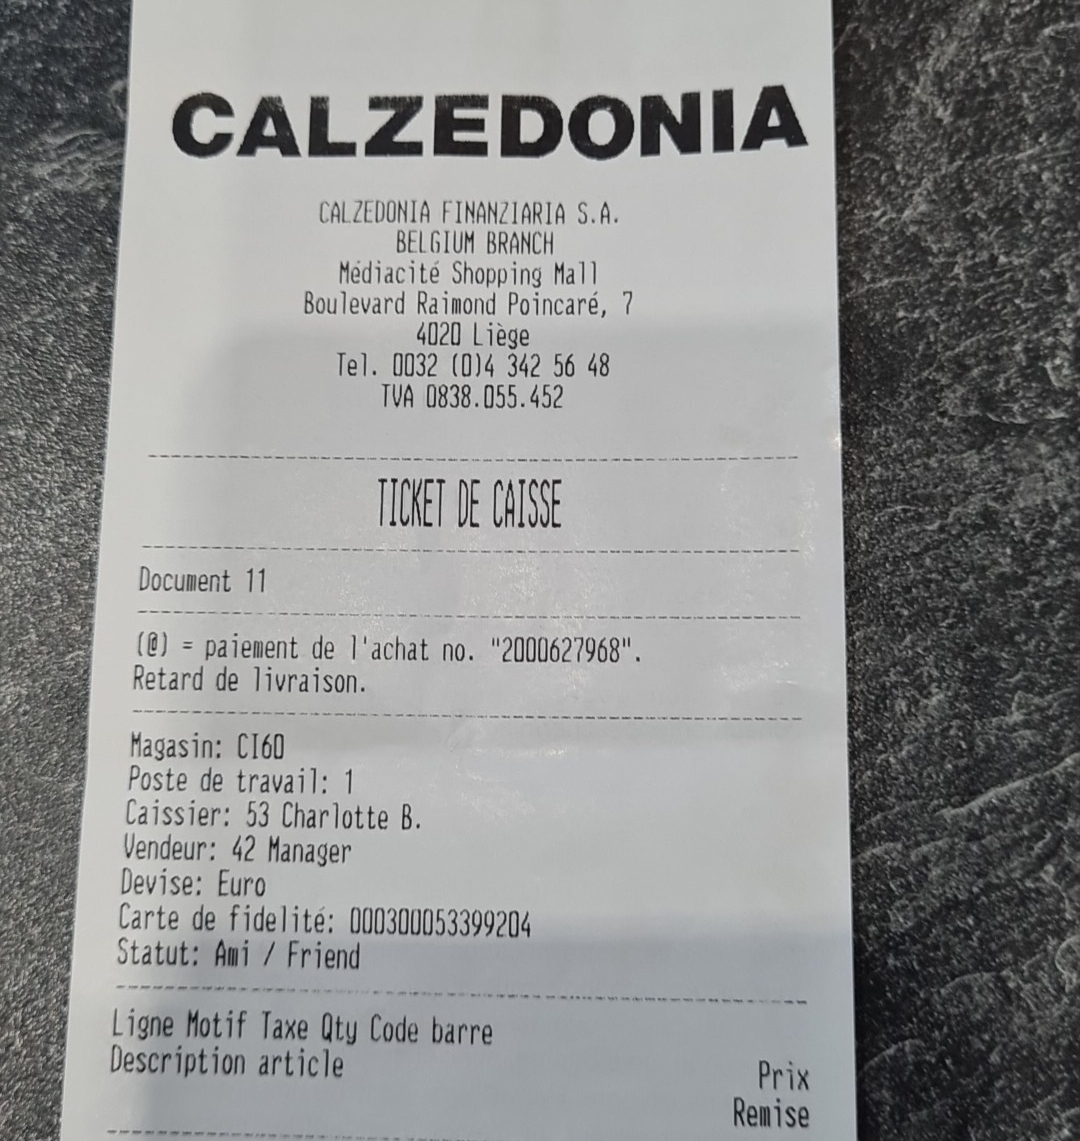 CALZEDONIA
CALZEDONIA FINANZIARIA S.A.
BELGIUM BRANCH
Médiacité Shopping Mall
Boulevard Raimond Poincaré, 7
4020 Liège
Tel. 0032 (0)4 342 56 48
TVA 0838.055.452
TICKET DE CAISSE
Document 11
(@) = paiement de l'achat no. "2000627968".
Retard de livraison.
Magasin: CI60
Poste de travail: 1
Caissier: 53 Charlotte B.
Vendeur: 42 Manager
Devise: Euro
Carte de fidelité: 000300053399204
Statut: Ami / Friend
Ligne Motif Taxe Qty Code barre
Description article
Prix
Remise